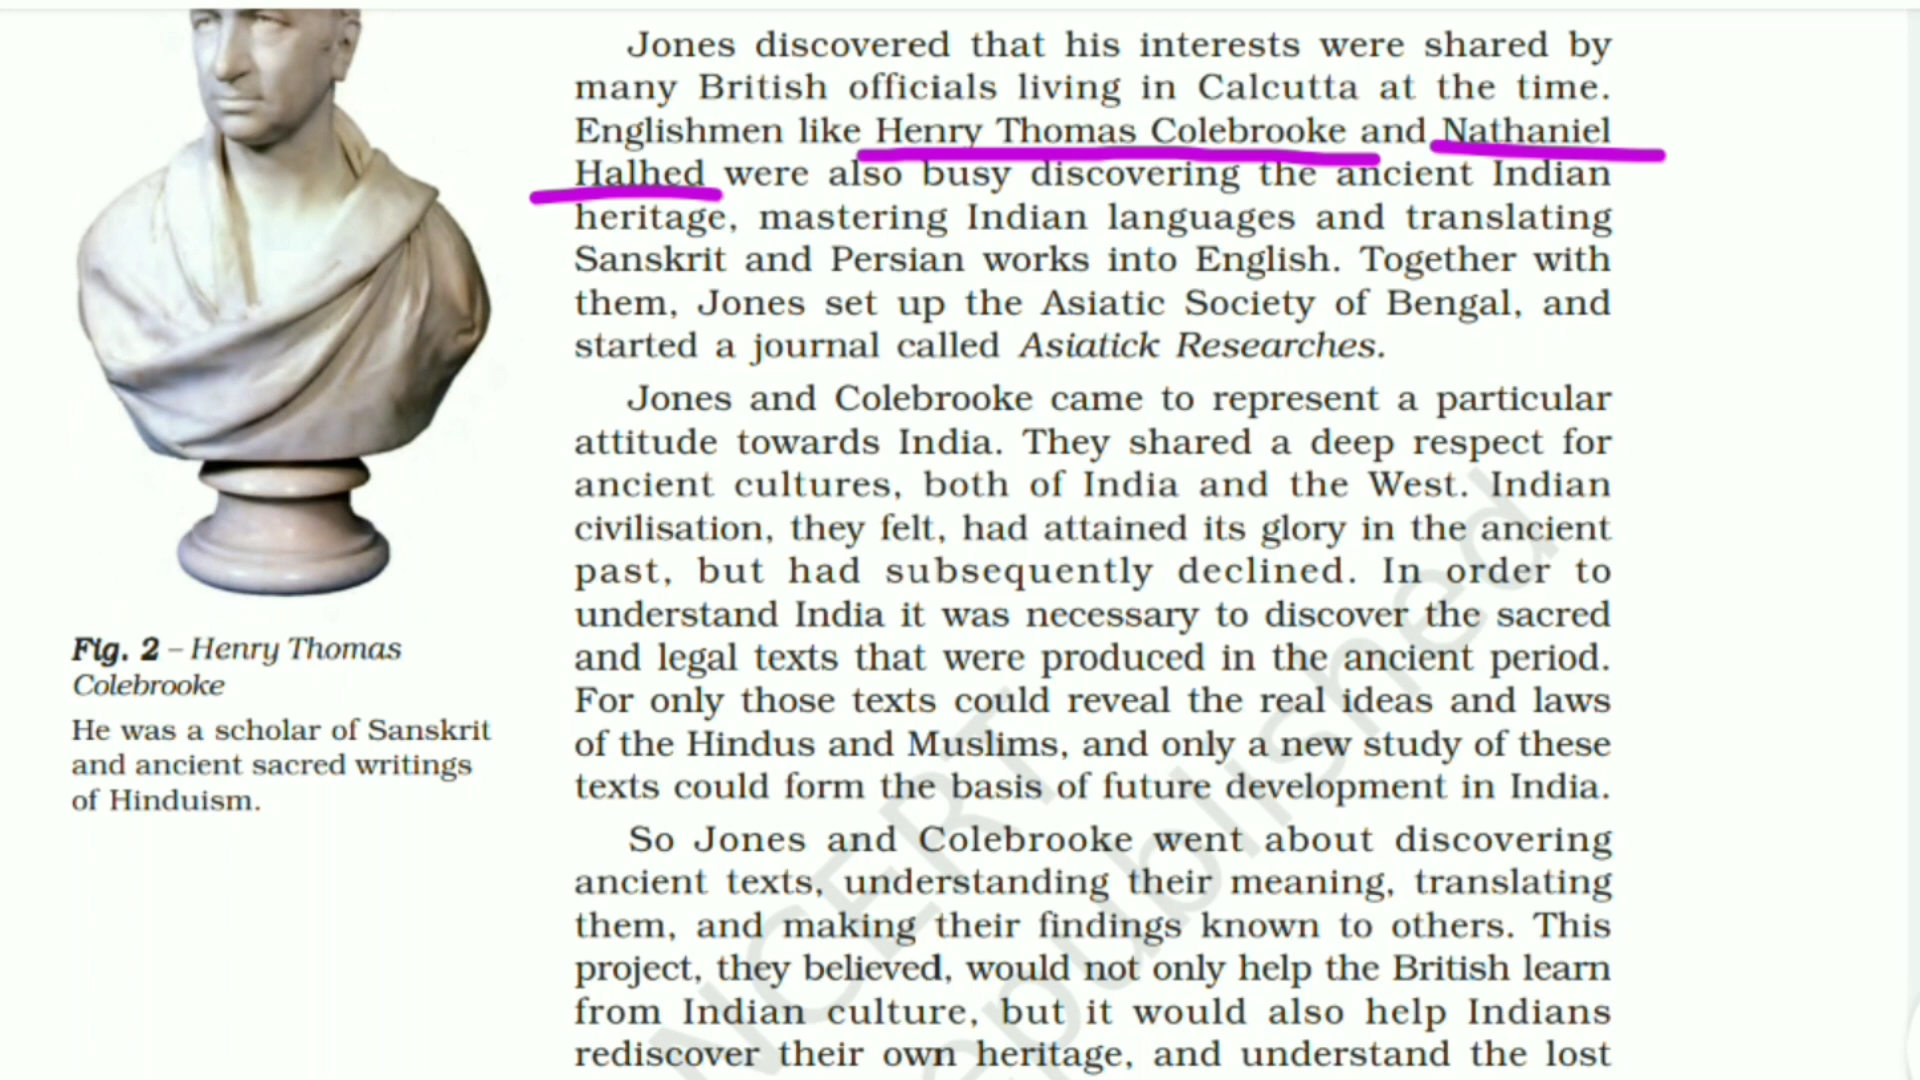 Jones discovered that his interests were shared by
many British officials living in Calcutta at the time.
Englishmen like Henry Thomas Colebrooke and Nathaniel
Halhed were also busy discovering the ancient Indian
heritage, mastering Indian languages and translating
Sanskrit and Persian works into English. Together with
them, Jones set up the Asiatic Society of Bengal, and
started a journal called Asiatick Researches.
Jones and Colebrooke came to represent a particular
attitude towards India. They shared a deep respect for
ancient cultures, both of India and the West. Indian
civilisation, they felt, had attained its glory in the ancient
past, but had subsequently declined. In order to
understand India it was necessary to discover the sacred
and legal texts that were produced in the ancient period.
For only those texts could reveal the real ideas and laws
of the Hindus and Muslims, and only a new study of these
texts could form the basis of future development in India.
So Jones and Colebrooke went about discovering
ancient texts, understanding their meaning, translating
them, and making their findings known to others. This
project, they believed, would not only help the British learn
from Indian culture, but it would also help Indians
rediscover their own heritage, and understand the lost
Fig. 2 – Henry Thomas
Colebrooke
He was a scholar of Sanskrit
and ancient sacred writings
of Hinduism.
NCERT
republished